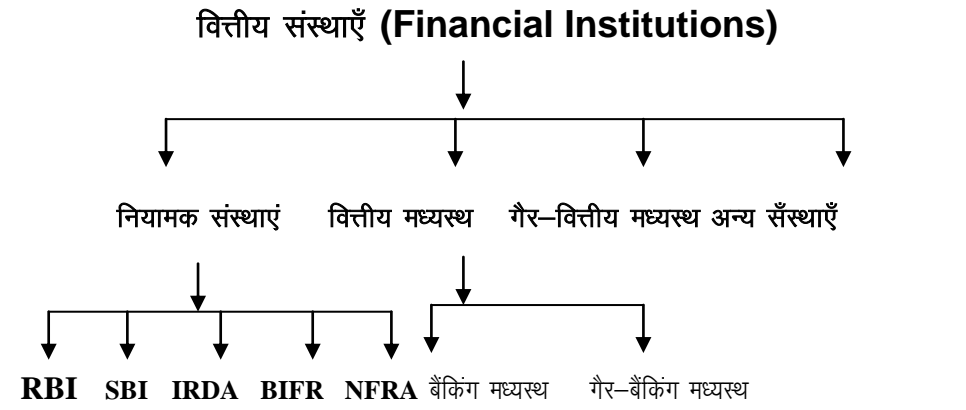 वित्तीय संस्थाएँ (Financial Institutions)
नियामक संस्थाएं वित्तीय मध्यस्थ गैर–वित्तीय मध्यस्थ अन्य सँस्थाएँ
RBI SBI IRDA BIFR NFRA बैंकिंग मध्यस्थ गैर–बैंकिंग मध्यस्थ